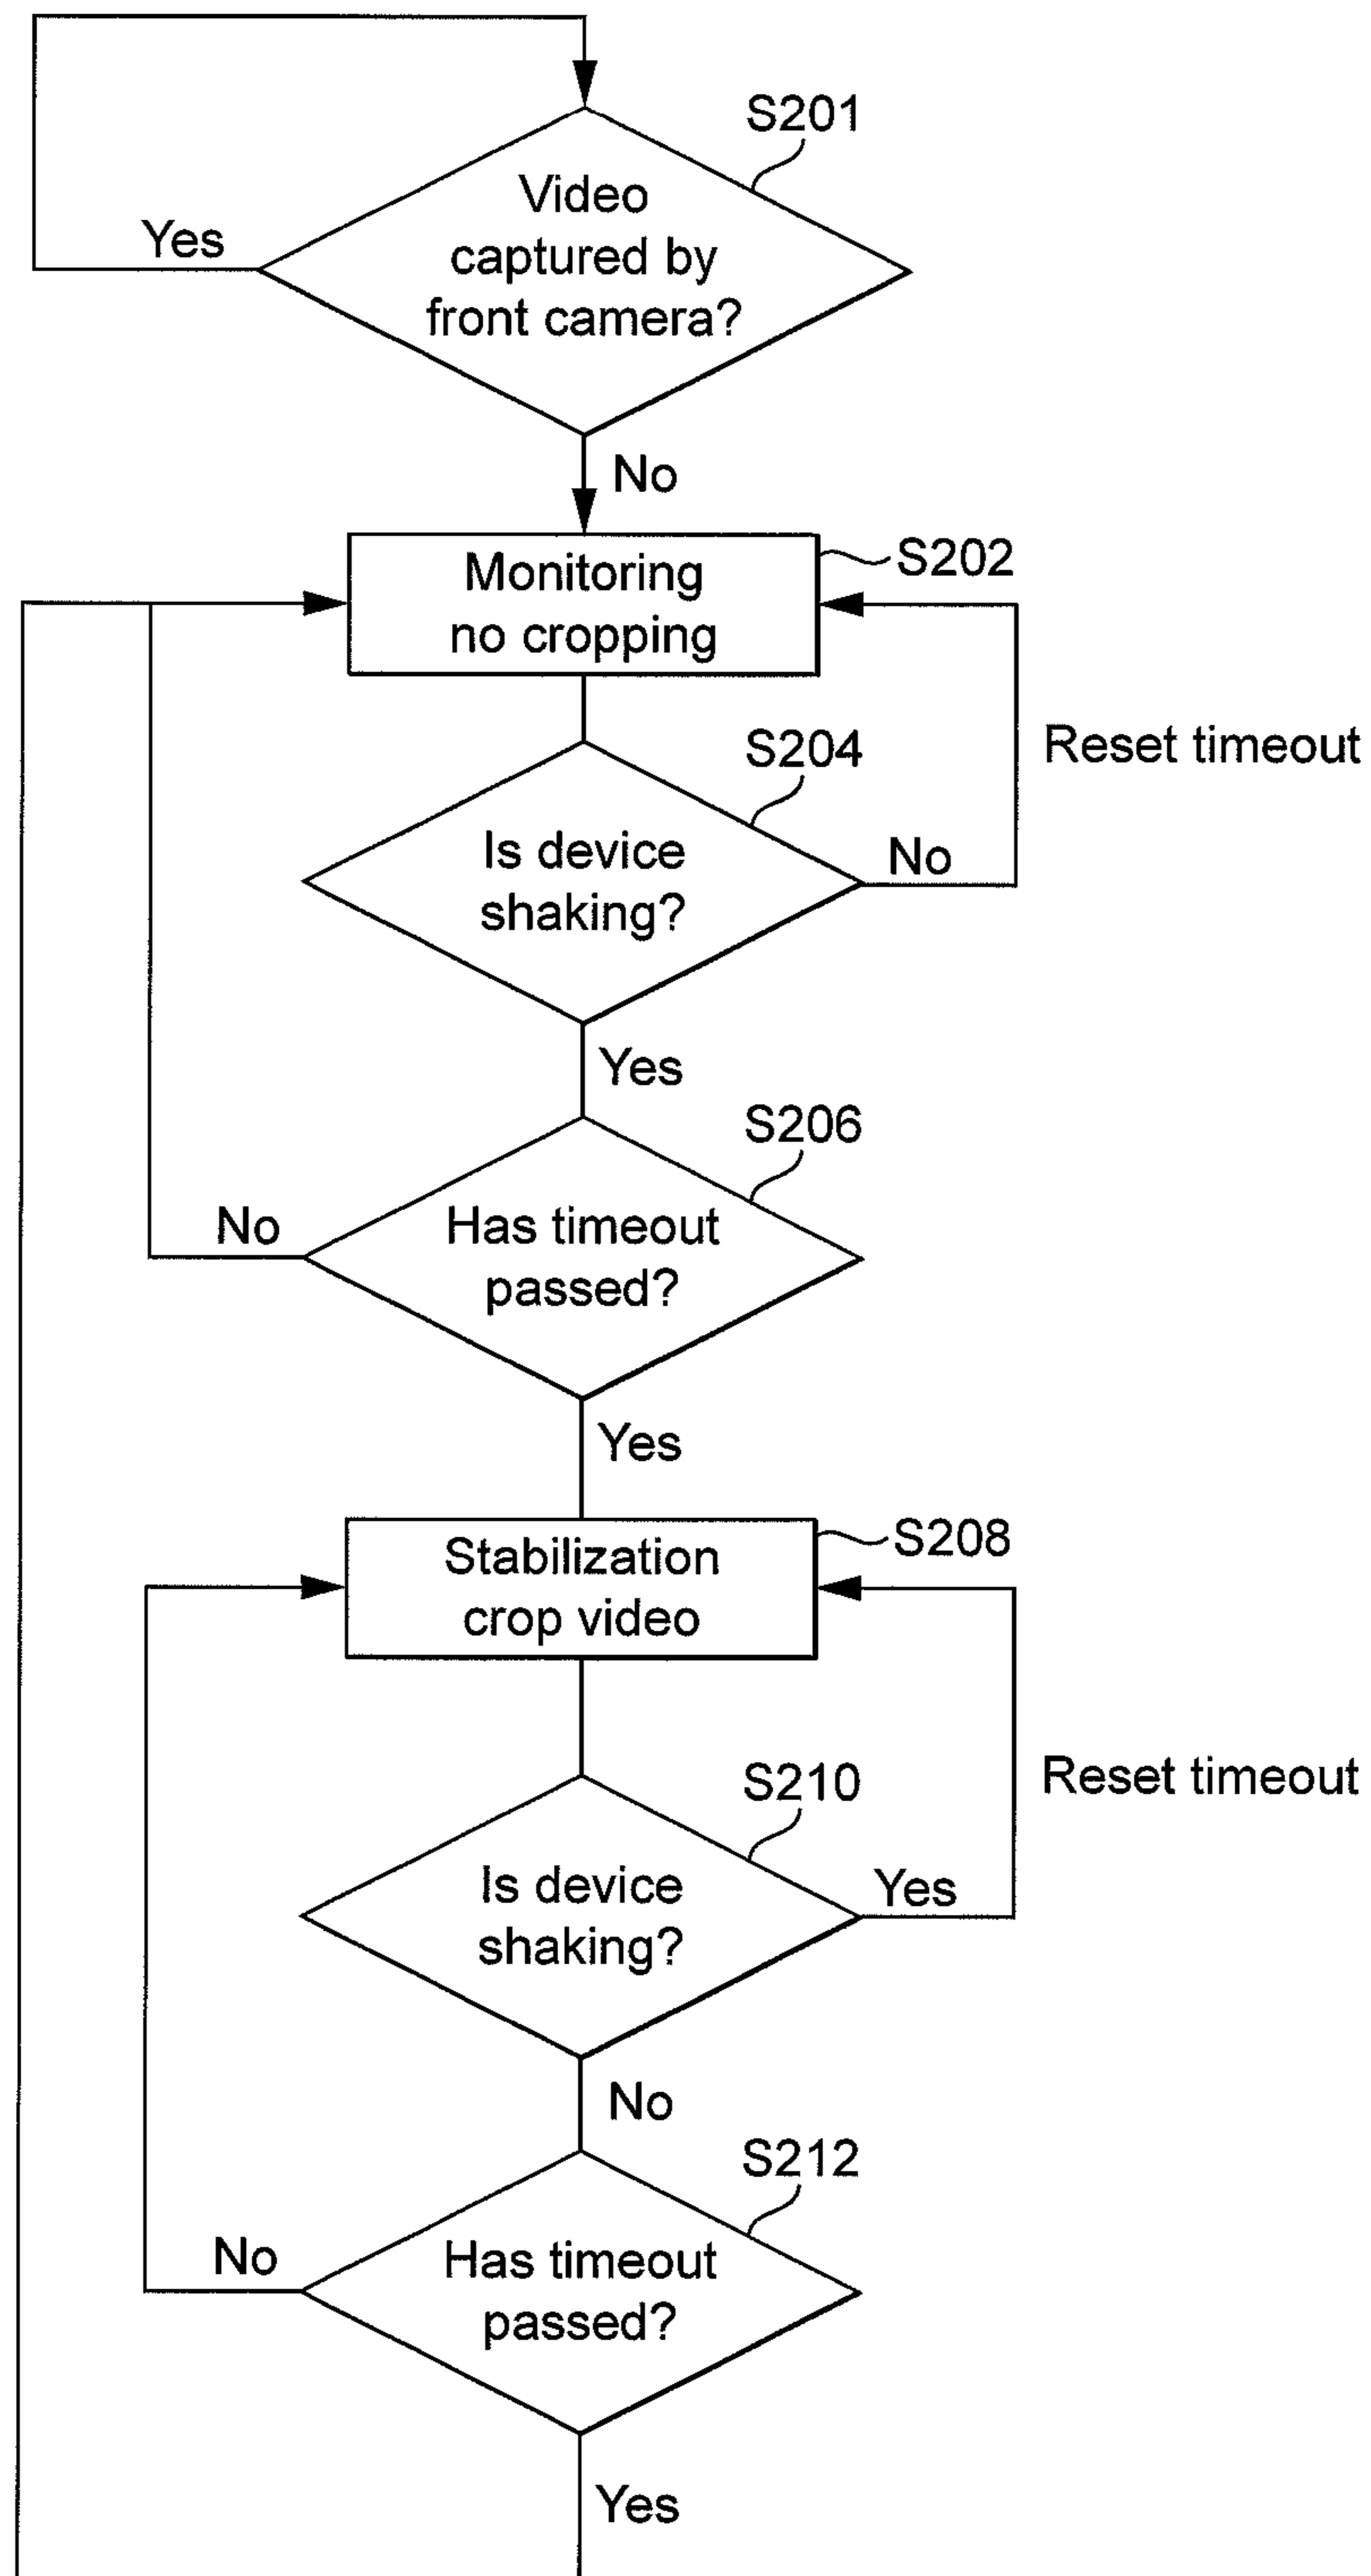 S201
Video
captured by
front camera?
Yes
No
S202
Monitoring
no cropping
Reset timeout
S204
Is device
shaking?
No
Yes
S206
Has timeout
passed?
No
Yes
S208
Stabilization
crop video
Reset timeout
S210
Is device
shaking?
Yes
No
S212
Has timeout
passed?
No
Yes